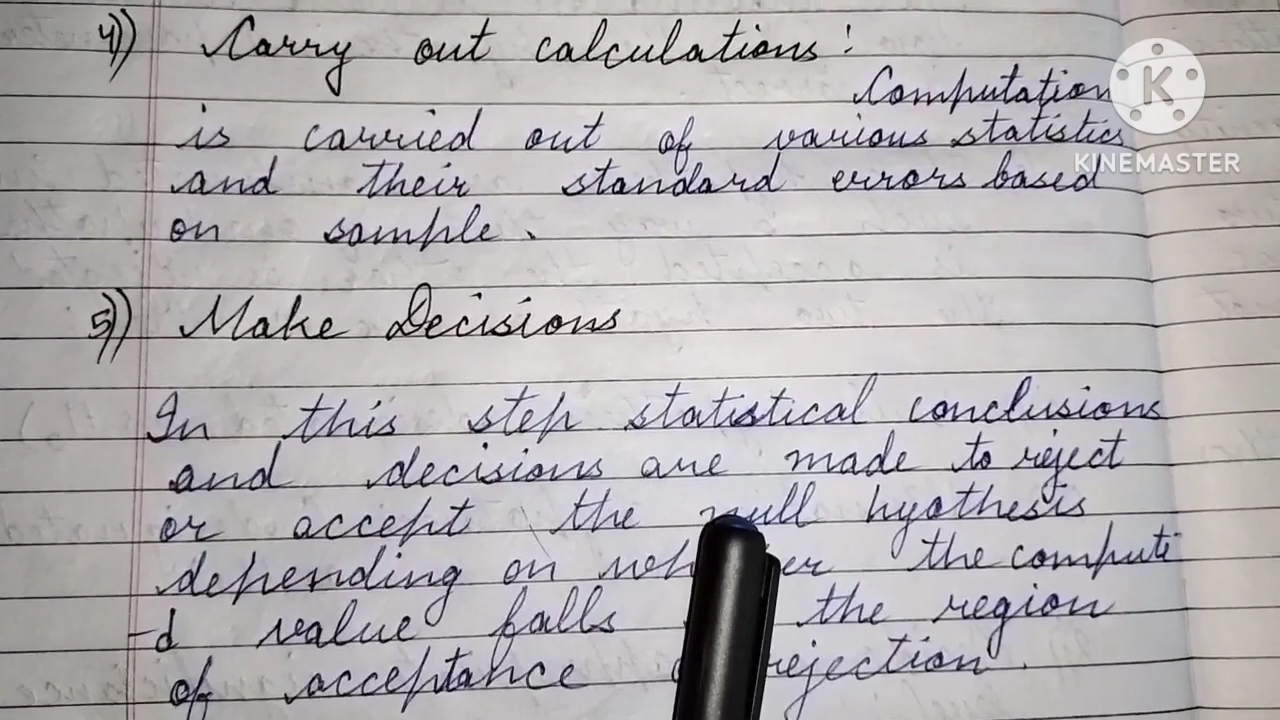 4)) Carry out calculations :
Computation
is carried out of various statistics
and their standard errors based
on sample.
5)) Make Decisions
In this step statistical conclusions
and decisions are made to reject
or accept the null hyothesis
depending on the compute
-d value falls the region
of acceptance rejection.
K
KINEMASTER